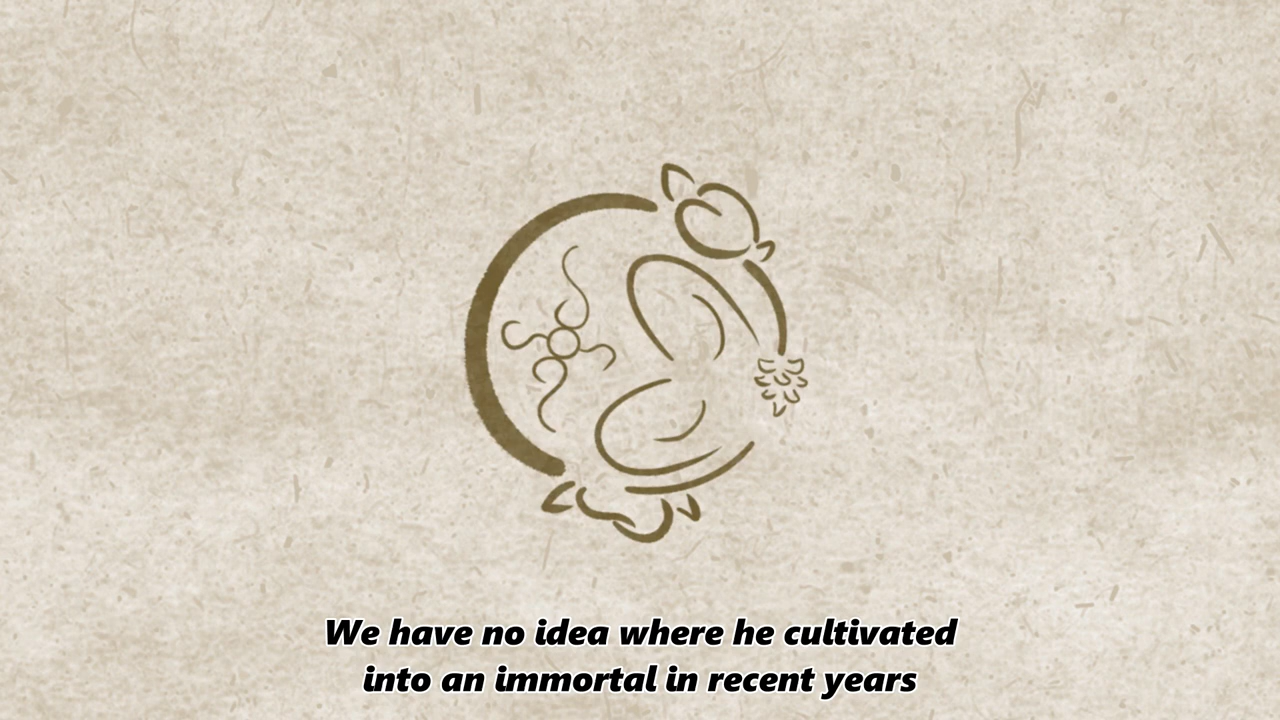 We have no idea where he cultivated
into an immortal in recent years